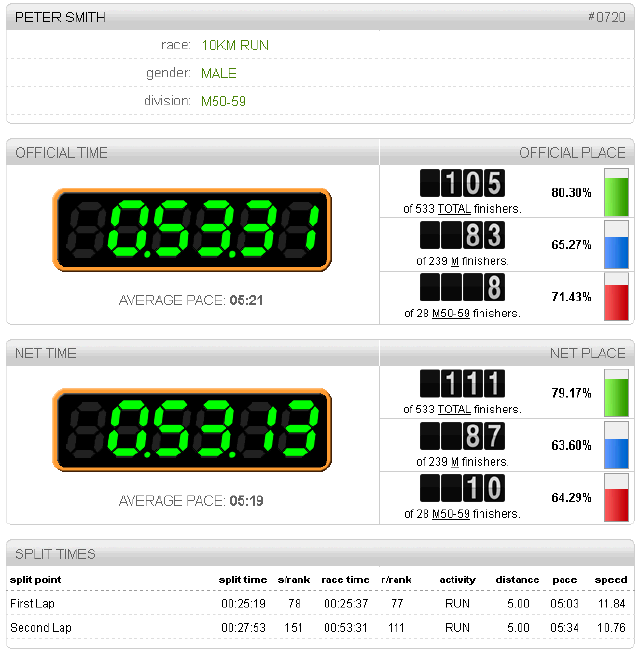 PETER SMITH #0720
race: 10KM RUN
gender: MALE
division: M50-59
OFFICIAL TIME OFFICIAL PLACE
0.53.31
AVERAGE PACE: 05:21
105
of 533 TOTAL finishers.
80.30%
83
of 239 M finishers.
65.27%
8
of 28 M50-59 finishers.
71.43%
NET TIME NET PLACE
0.53.13
AVERAGE PACE: 05:19
111
of 533 TOTAL finishers.
79.17%
87
of 239 M finishers.
63.60%
10
of 28 M50-59 finishers.
64.29%
SPLIT TIMES
split point split time s/rank race time r/rank activity distance pace speed
First Lap 00:25:19 78 00:25:37 77 RUN 5.00 05:03 11.84
Second Lap 00:27:53 151 00:53:31 111 RUN 5.00 05:34 10.76